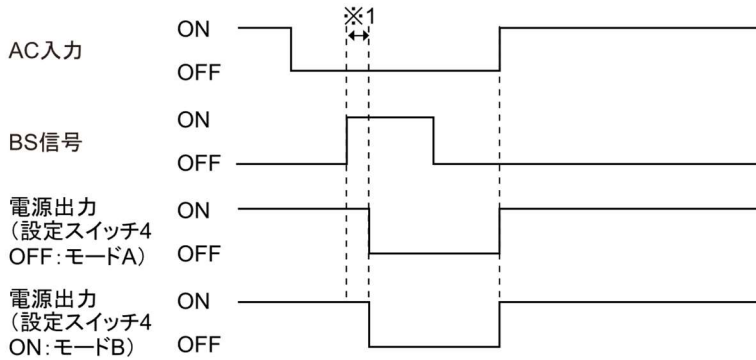 ※1
AC入力
ON
OFF
BS信号
ON
OFF
電源出力
（設定スイッチ4
OFF：モードA）
ON
OFF
電源出力
（設定スイッチ4
ON：モードB）
ON
OFF